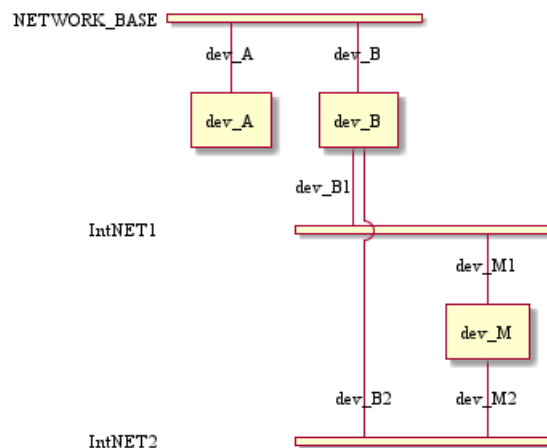 NETWORK_BASE
dev_A dev_B
dev_A dev_B
dev_B1
IntNET1
dev_M1
dev_M
dev_B2 dev_M2
IntNET2